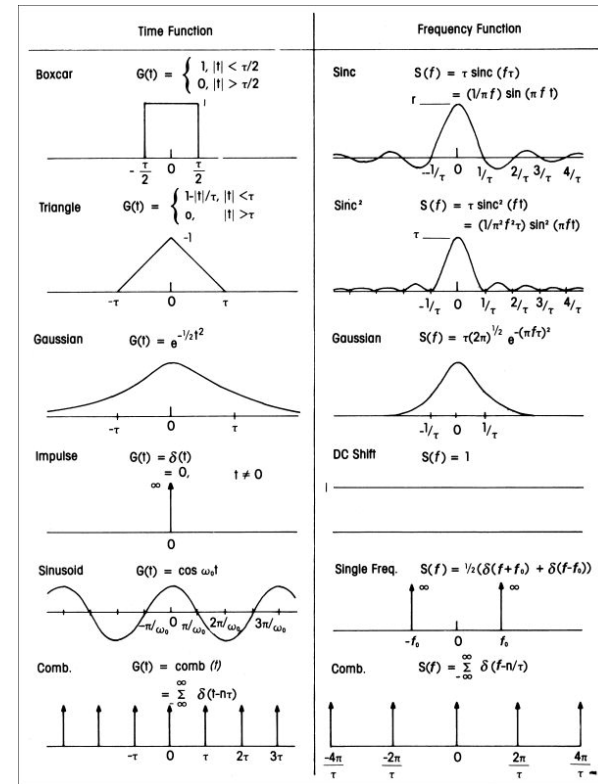 Time Function
Frequency Function
Boxcar G(t) = { 1, |t| < τ/2
0, |t| > τ/2
Sinc S(f) = τ sinc (fτ)
= (1/πf) sin (π f t)
1
r
-τ/2 0 τ/2
-1/τ 0 1/τ 2/τ 3/τ 4/τ
Triangle G(t) = { 1-|t|/τ, |t| < τ
0, |t| > τ
Sinc² S(f) = τ sinc² (ft)
= (1/π²f²τ) sin² (πft)
-1
τ
-τ 0 τ
-1/τ 0 1/τ 2/τ 3/τ 4/τ
Gaussian G(t) = e^-1/2t²
Gaussian S(f) = τ(2π)^1/2 e^-(πfτ)²
-τ 0 τ
-1/τ 0 1/τ
Impulse G(t) = δ(t)
= 0, t ≠ 0
DC Shift S(f) = 1
∞
1
0
Sinusoid G(t) = cos ω₀t
Single Freq. S(f) = ½(δ(f+f₀) + δ(f-f₀))
∞ ∞
-π/ω₀ 0 π/ω₀ 2π/ω₀ 3π/ω₀
-f₀ 0 f₀
Comb. G(t) = comb (t)
= ∞ Σ -∞ δ(t-nτ)
Comb. S(f) = ∞ Σ -∞ δ(f-n/τ)
-τ 0 τ 2τ 3τ
-4π/τ -2π/τ 0 2π/τ 4π/τ